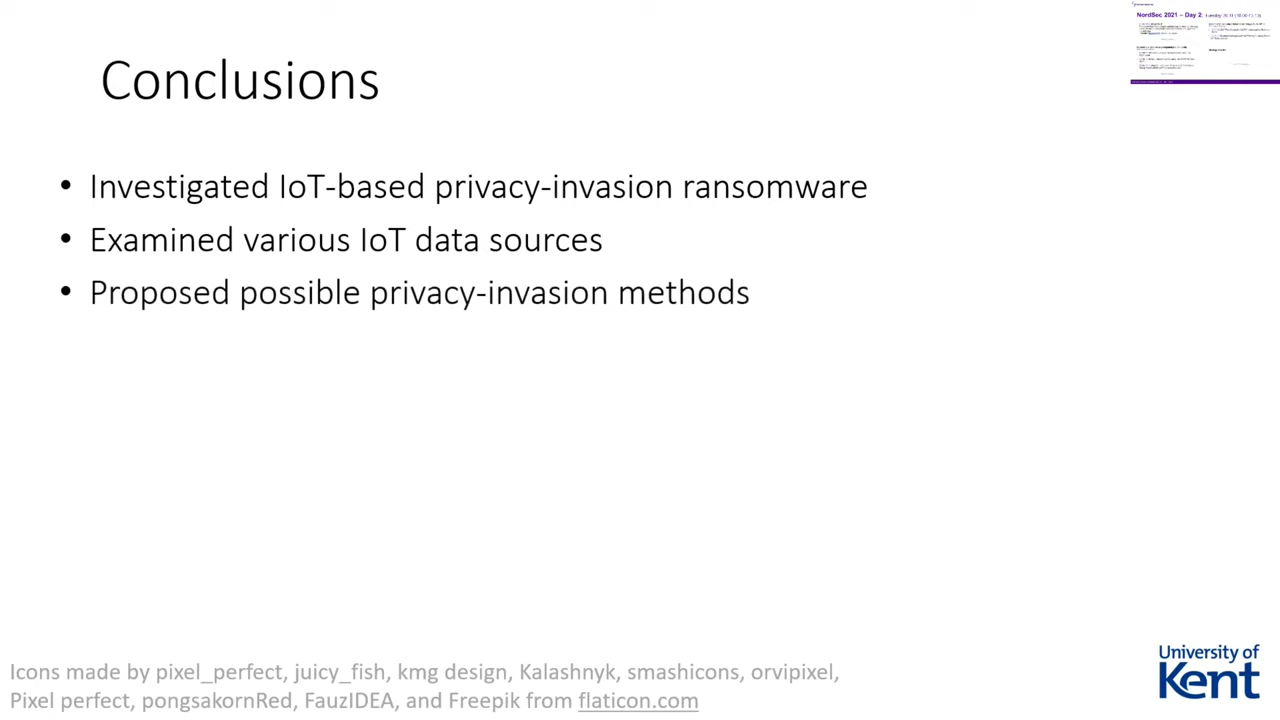 NordSec 2021 – Day 2:
Conclusions
• Investigated IoT-based privacy-invasion ransomware
• Examined various IoT data sources
• Proposed possible privacy-invasion methods
Icons made by pixel_perfect, juicy_fish, kmg design, Kalashnyk, smashicons, orvipixel,
Pixel perfect, pongsakornRed, FauzIDEA, and Freepik from flaticon.com
University of
Kent